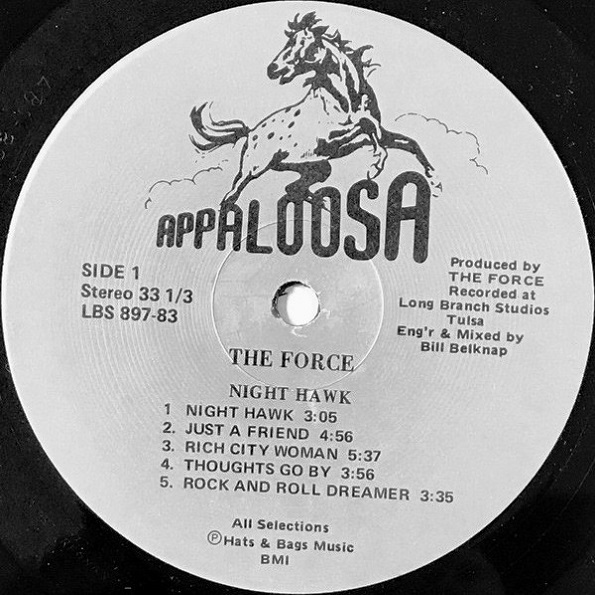 APPALOOSA
SIDE 1
Stereo 33 1/3
LBS 897-83
Produced by
THE FORCE
Recorded at
Long Branch Studios
Tulsa
Eng'r & Mixed by
Bill Belknap
THE FORCE
NIGHT HAWK
1 NIGHT HAWK 3:05
2. JUST A FRIEND 4:56
3. RICH CITY WOMAN 5:37
4. THOUGHTS GO BY 3:56
5. ROCK AND ROLL DREAMER 3:35
All Selections
Ⓟ Hats & Bags Music
BMI